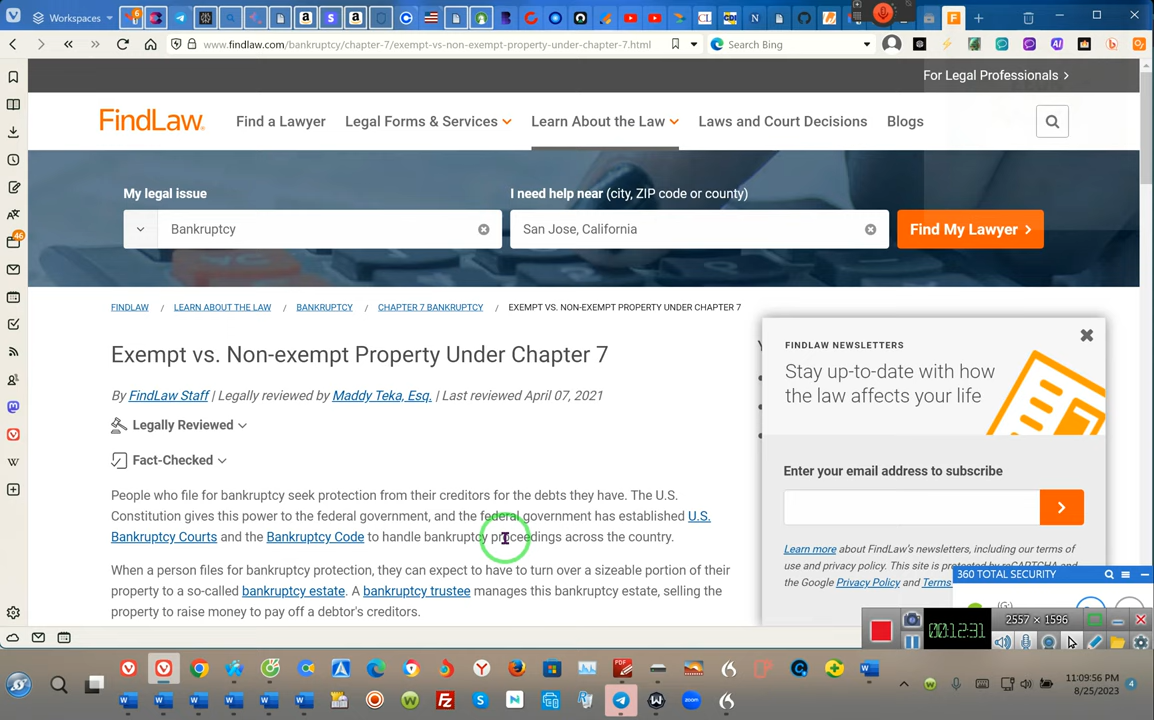 Workspaces
www.findlaw.com/bankruptcy/chapter-7/exempt-vs-non-exempt-property-under-chapter-7.html
Search Bing
For Legal Professionals
FindLaw.
Find a Lawyer
Legal Forms & Services
Learn About the Law
Laws and Court Decisions
Blogs
My legal issue
I need help near (city, ZIP code or county)
Bankruptcy
San Jose, California
Find My Lawyer
FINDLAW / LEARN ABOUT THE LAW / BANKRUPTCY / CHAPTER 7 BANKRUPTCY / EXEMPT VS. NON-EXEMPT PROPERTY UNDER CHAPTER 7
Exempt vs. Non-exempt Property Under Chapter 7
By FindLaw Staff | Legally reviewed by Maddy Teka, Esq. | Last reviewed April 07, 2021
Legally Reviewed
Fact-Checked
People who file for bankruptcy seek protection from their creditors for the debts they have. The U.S.
Constitution gives this power to the federal government, and the federal government has established U.S.
Bankruptcy Courts and the Bankruptcy Code to handle bankruptcy proceedings across the country.
When a person files for bankruptcy protection, they can expect to have to turn over a sizeable portion of their
property to a so-called bankruptcy estate. A bankruptcy trustee manages this bankruptcy estate, selling the
property to raise money to pay off a debtor's creditors.
FINDLAW NEWSLETTERS
Stay up-to-date with how
the law affects your life
Enter your email address to subscribe
Learn more about FindLaw's newsletters, including our terms of
use and privacy policy. This site is protected by reCAPTCHA and
the Google Privacy Policy and Terms
360 TOTAL SECURITY
(G:)
2557 × 1596
00:12:31
46
11:09:56 PM
8/25/2023
4